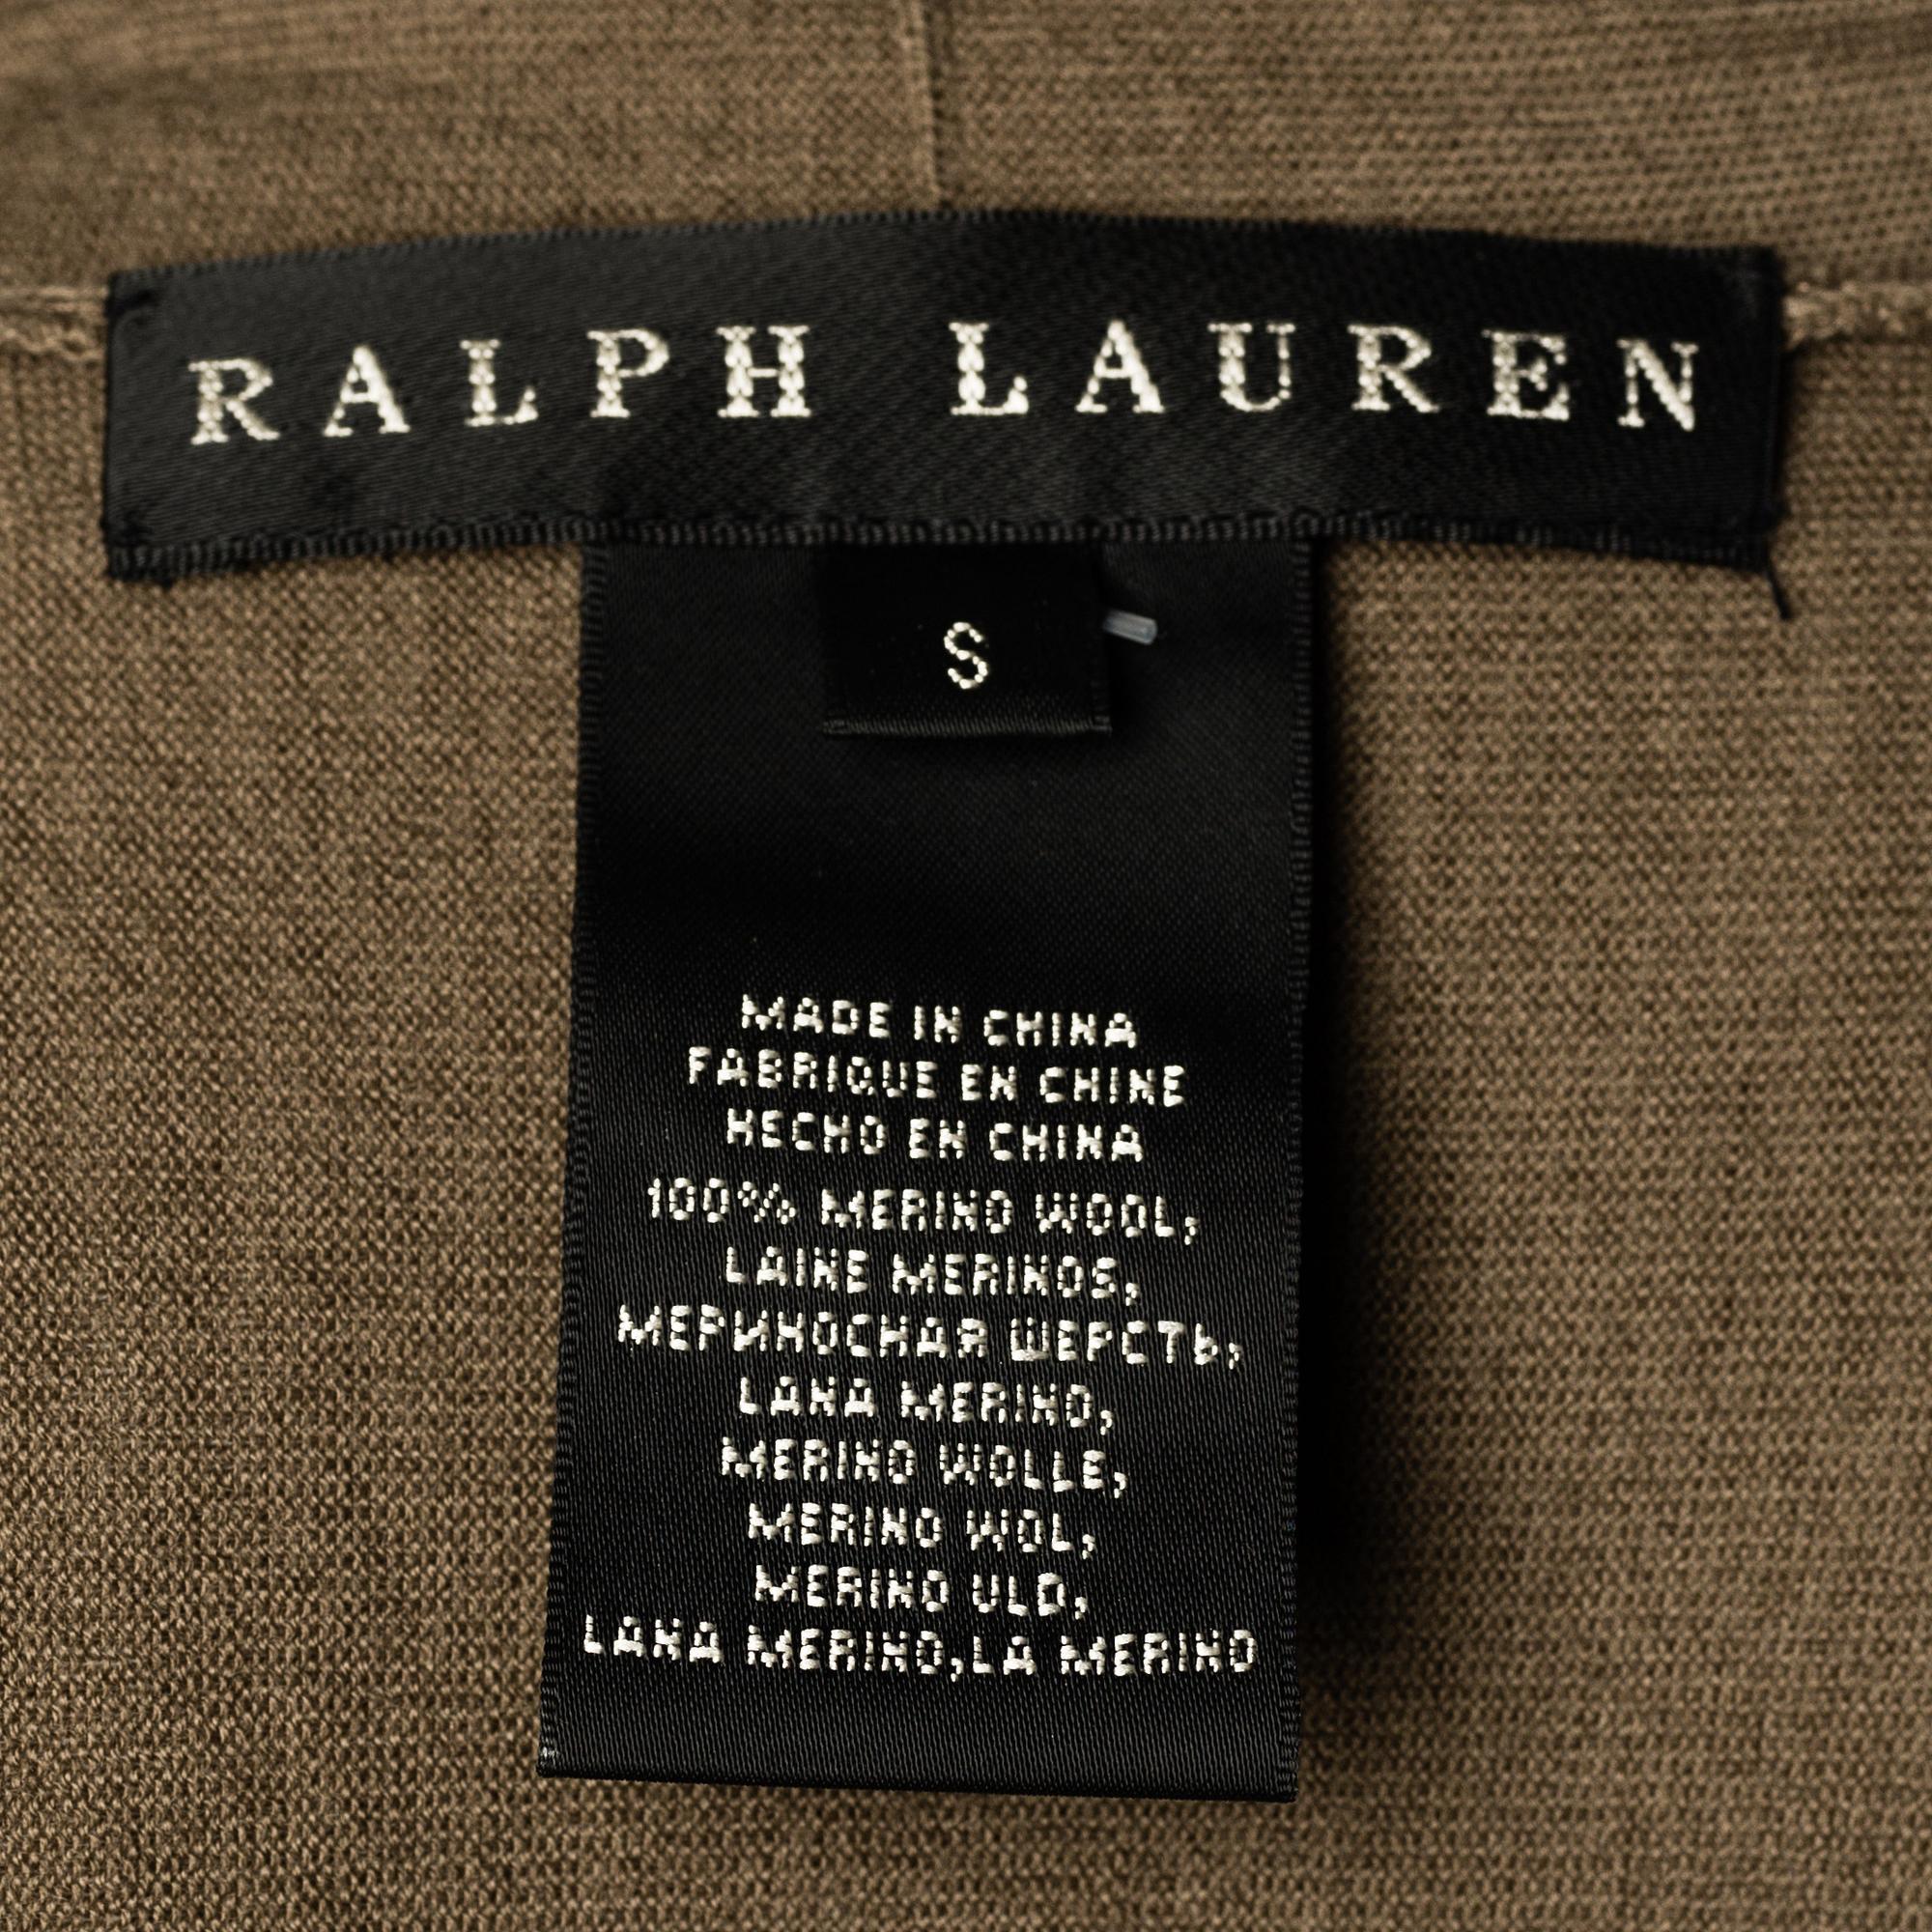 RALPH LAUREN
S
MADE IN CHINA
FABRIQUE EN CHINE
HECHO EN CHINA
100% MERINO WOOL,
LAINE MERINOS,
МЕРИНОСНАЯ ШЕРСТЬ,
LANA MERINO,
MERINO WOLLE,
MERINO WOL,
MERINO ULD,
LANA MERINO,LA MERINO